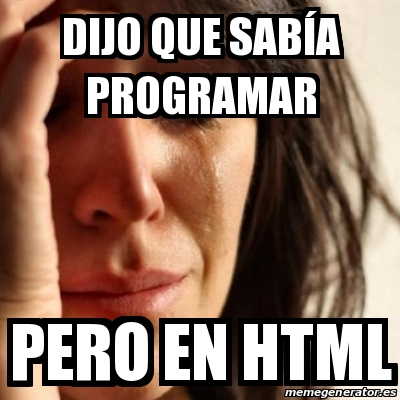 DIJO QUE SABÍA
PROGRAMAR
PERO EN HTML
memegenerator.es